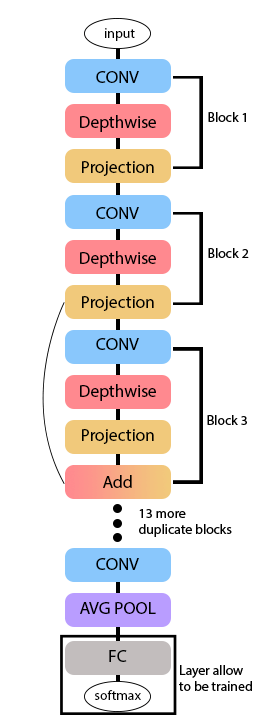 input
CONV
Depthwise
Block 1
Projection
CONV
Depthwise
Block 2
Projection
CONV
Depthwise
Block 3
Projection
Add
13 more
duplicate blocks
CONV
AVG POOL
FC
Layer allow
to be trained
softmax